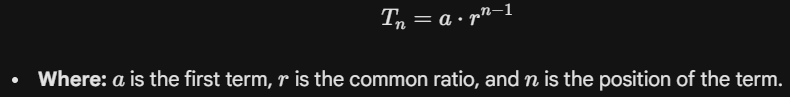 Tₙ = a · rⁿ⁻¹
• Where: a is the first term, r is the common ratio, and n is the position of the term.